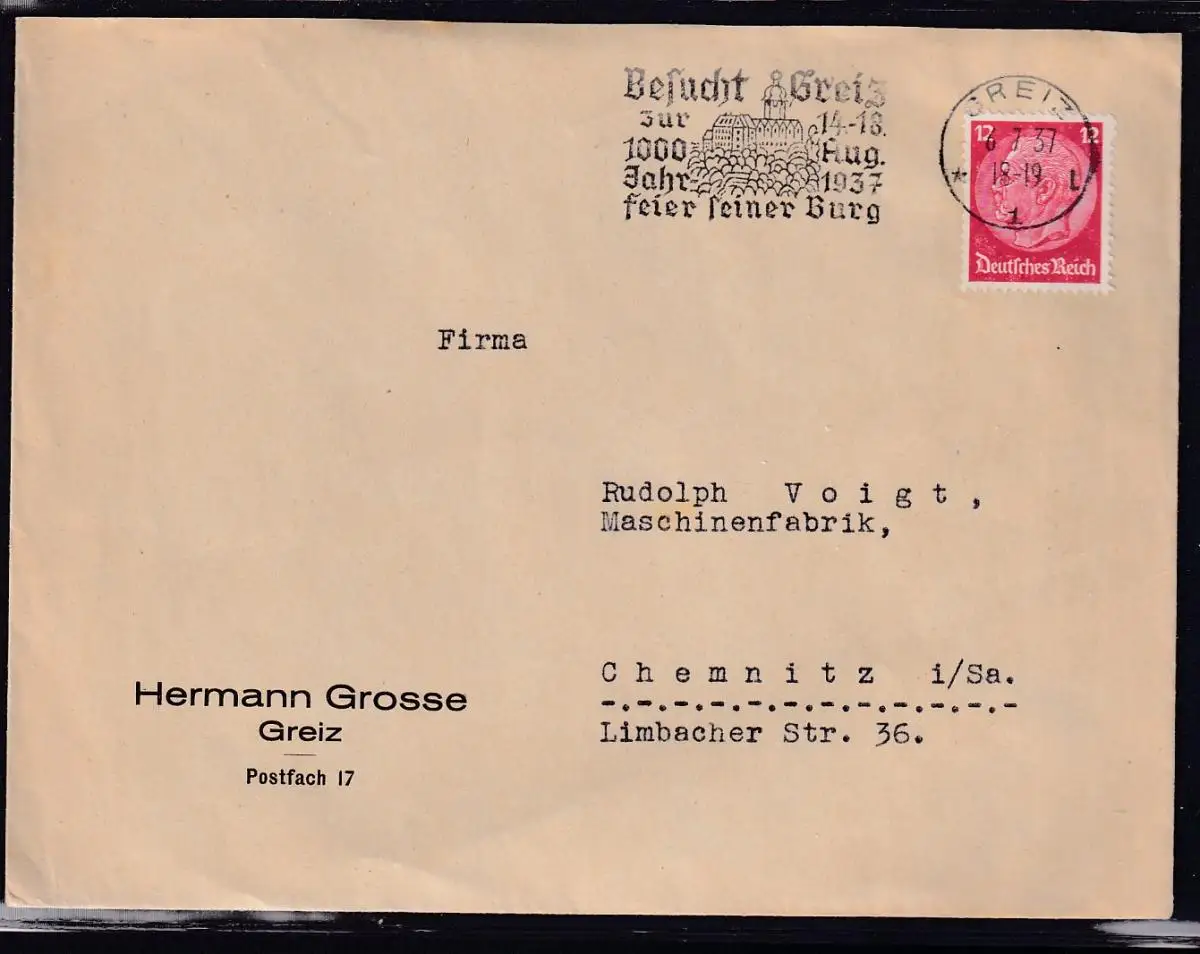 Besucht Greiz
zur 14.-18.
1000 Aug.
Jahr- 1937
feier seiner Burg
GREIZ
6 7 37
18-19
* L
1
12 12
Deutsches Reich
Firma
Rudolph V o i g t ,
Maschinenfabrik,
C h e m n i t z i/Sa.
-.-.-.-.-.-.-.-.-.-.-.-
Limbacher Str. 36.
Hermann Grosse
Greiz
Postfach 17